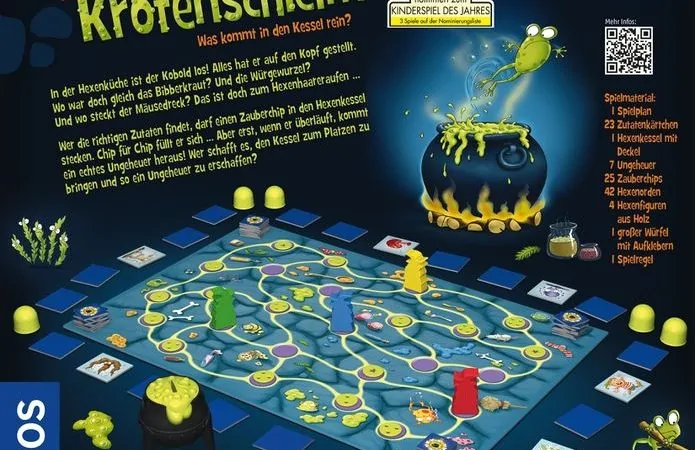 Krötenschleim
Was kommt in den Kessel rein?
nominiert zum
KINDERSPIEL DES JAHRES
3 Spiele auf der Nominierungsliste
Mehr Infos:
In der Hexenküche ist der Kobold los! Alles hat er auf den Kopf gestellt.
Wo war doch gleich das Bibberkraut? Und die Würgewurzel?
Und wo steckt der Mäusedreck? Das ist doch zum Hexenhaareraufen ...
Wer die richtigen Zutaten findet, darf einen Zauberchip in den Hexenkessel
stecken. Chip für Chip füllt er sich ... Aber erst, wenn er überläuft, kommt
ein echtes Ungeheuer heraus! Wer schafft es, den Kessel zum Platzen zu
bringen und so ein Ungeheuer zu erschaffen?
Spielmaterial:
1 Spielplan
23 Zutatenkärtchen
1 Hexenkessel mit
Deckel
7 Ungeheuer
25 Zauberchips
42 Hexenorden
4 Hexenfiguren
aus Holz
1 großer Würfel
mit Aufklebern
1 Spielregel
OS